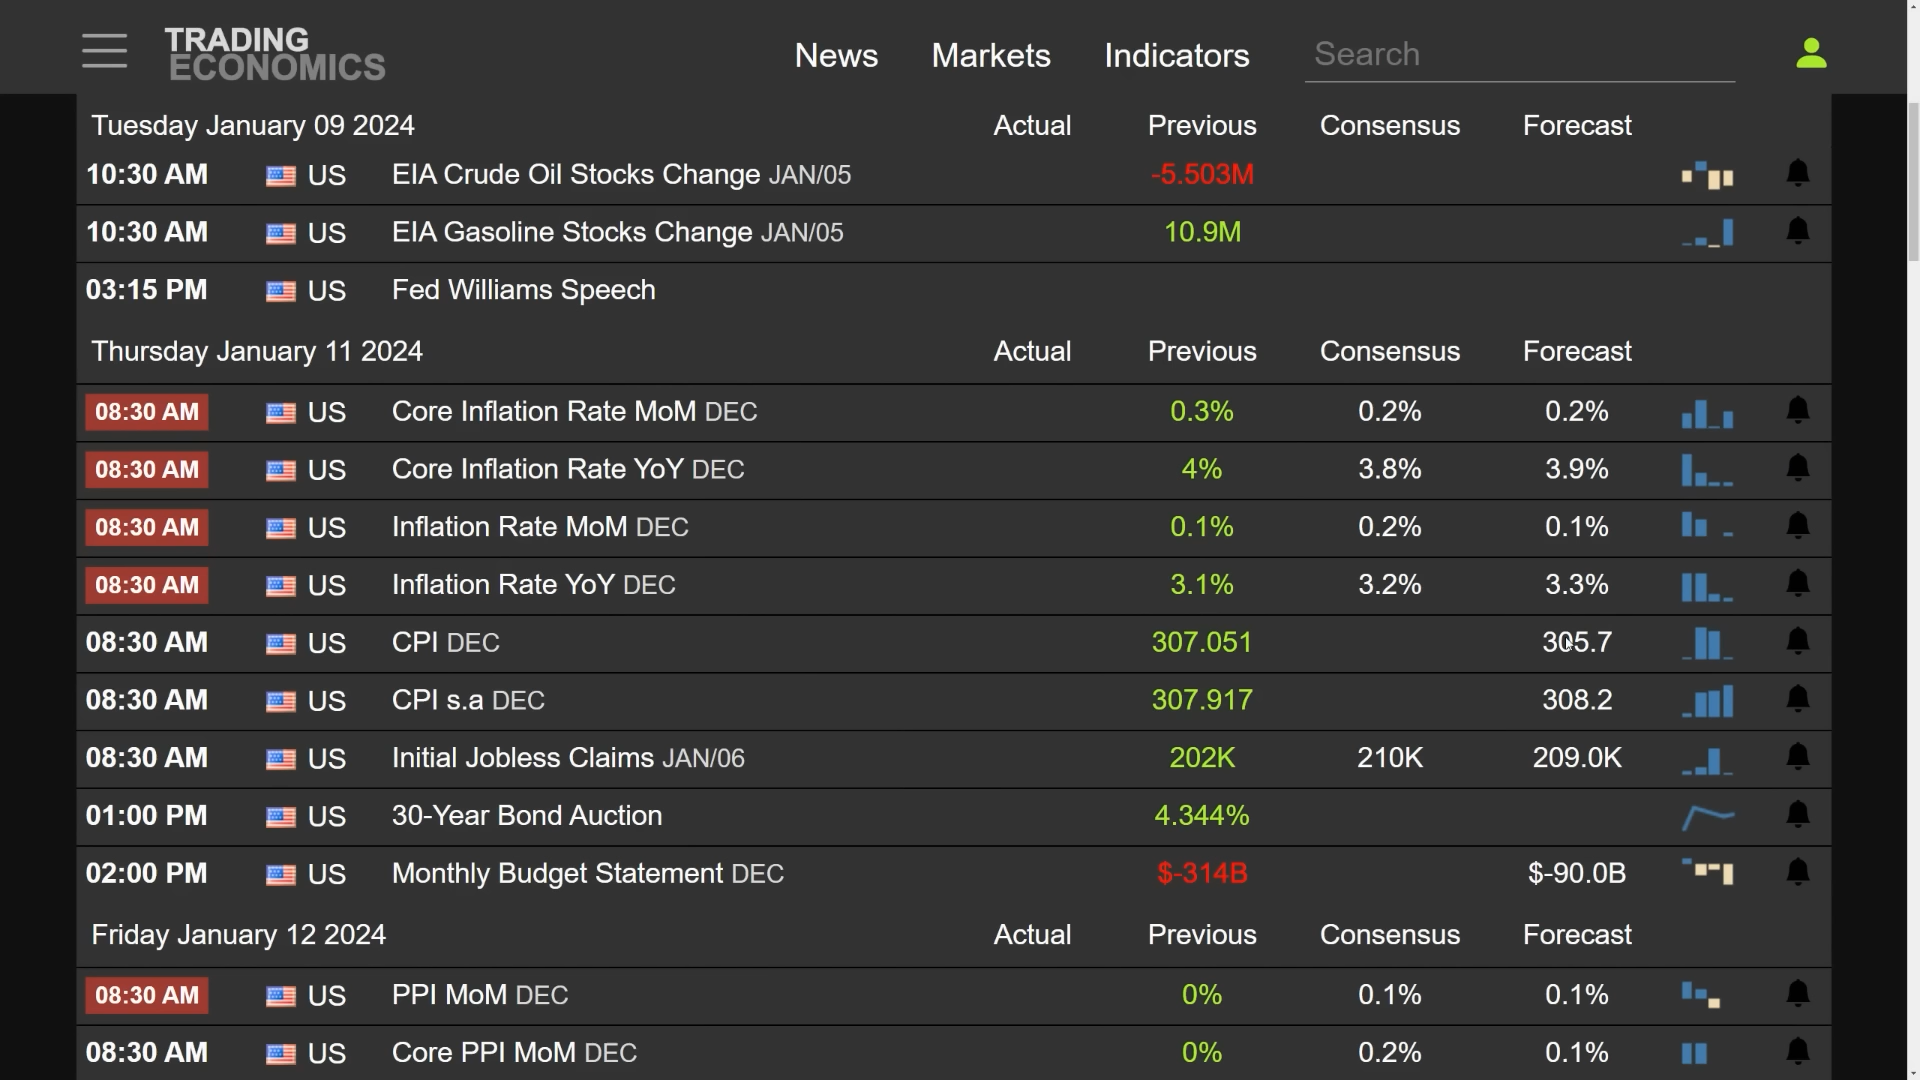 TRADING
ECONOMICS
News Markets Indicators Search
Tuesday January 09 2024 Actual Previous Consensus Forecast
10:30 AM US EIA Crude Oil Stocks Change JAN/05 -5.503M
10:30 AM US EIA Gasoline Stocks Change JAN/05 10.9M
03:15 PM US Fed Williams Speech
Thursday January 11 2024 Actual Previous Consensus Forecast
08:30 AM US Core Inflation Rate MoM DEC 0.3% 0.2% 0.2%
08:30 AM US Core Inflation Rate YoY DEC 4% 3.8% 3.9%
08:30 AM US Inflation Rate MoM DEC 0.1% 0.2% 0.1%
08:30 AM US Inflation Rate YoY DEC 3.1% 3.2% 3.3%
08:30 AM US CPI DEC 307.051 305.7
08:30 AM US CPI s.a DEC 307.917 308.2
08:30 AM US Initial Jobless Claims JAN/06 202K 210K 209.0K
01:00 PM US 30-Year Bond Auction 4.344%
02:00 PM US Monthly Budget Statement DEC $-314B $-90.0B
Friday January 12 2024 Actual Previous Consensus Forecast
08:30 AM US PPI MoM DEC 0% 0.1% 0.1%
08:30 AM US Core PPI MoM DEC 0% 0.2% 0.1%